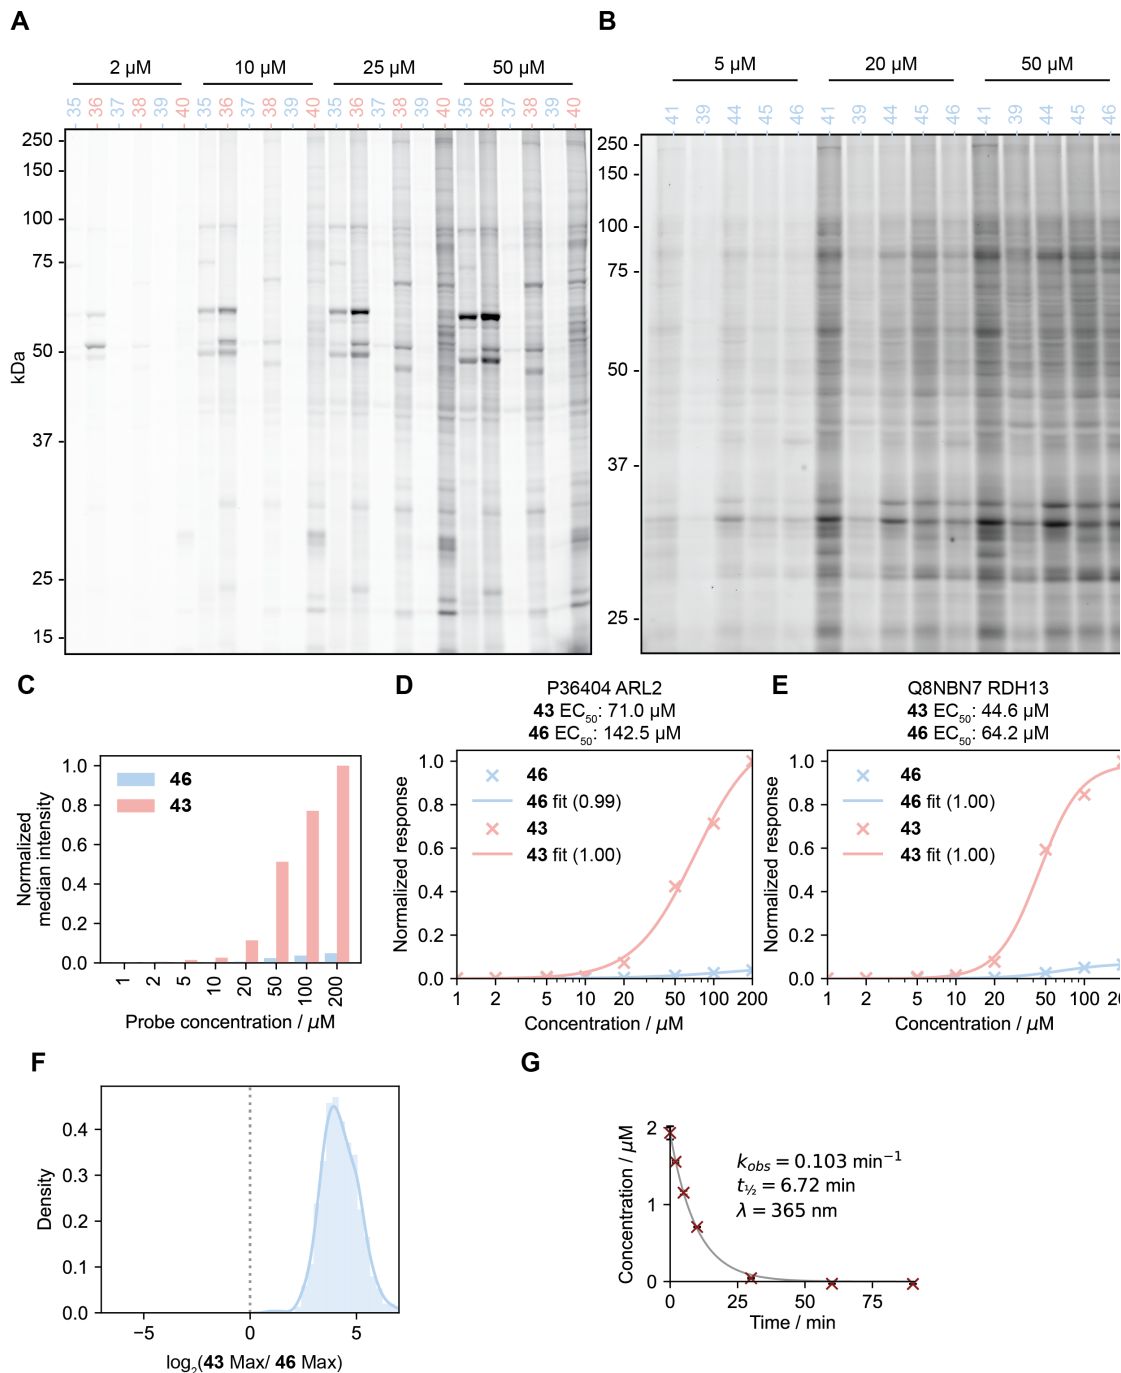 A
2 µM 10 µM 25 µM 50 µM
35 36 37 38 39 40 35 36 37 38 39 40 35 36 37 38 39 40 35 36 37 38 39 40
250
150
100
75
50
37
25
15
kDa
B
5 µM 20 µM 50 µM
41 39 44 45 46 41 39 44 45 46 41 39 44 45 46
250
150
100
75
50
37
25
C
46
43
1.0
0.8
0.6
0.4
0.2
0.0
Normalized
median intensity
1 2 5 10 20 50 100 200
Probe concentration / µM
D
P36404 ARL2
43 EC50: 71.0 µM
46 EC50: 142.5 µM
46
46 fit (0.99)
43
43 fit (1.00)
1.0
0.8
0.6
0.4
0.2
0.0
Normalized response
1 2 5 10 20 50 100 200
Concentration / µM
E
Q8NBN7 RDH13
43 EC50: 44.6 µM
46 EC50: 64.2 µM
46
46 fit (1.00)
43
43 fit (1.00)
1.0
0.8
0.6
0.4
0.2
0.0
Normalized response
1 2 5 10 20 50 100 20
Concentration / µM
F
0.4
0.3
0.2
0.1
0.0
Density
−5 0 5
log2(43 Max/ 46 Max)
G
2
1
0
Concentration / µM
kobs = 0.103 min−1
t½ = 6.72 min
λ = 365 nm
0 25 50 75
Time / min